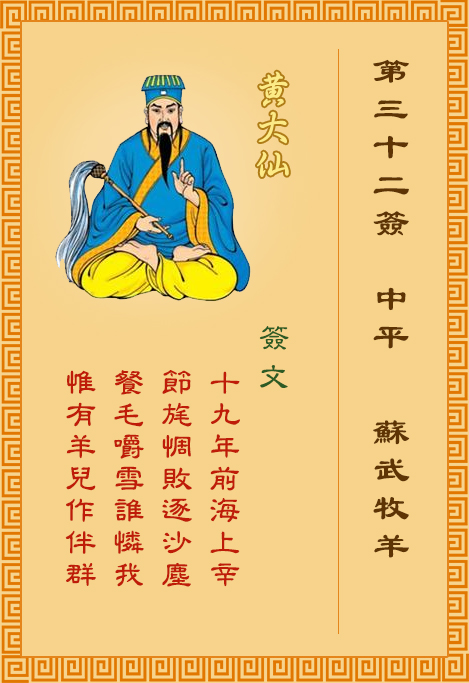 第三十二簽 中平 蘇武牧羊
黄大仙
簽文
十九年前海上辛
節旄惆敗逐沙塵
餐毛嚼雪誰憐我
惟有羊兒作伴群